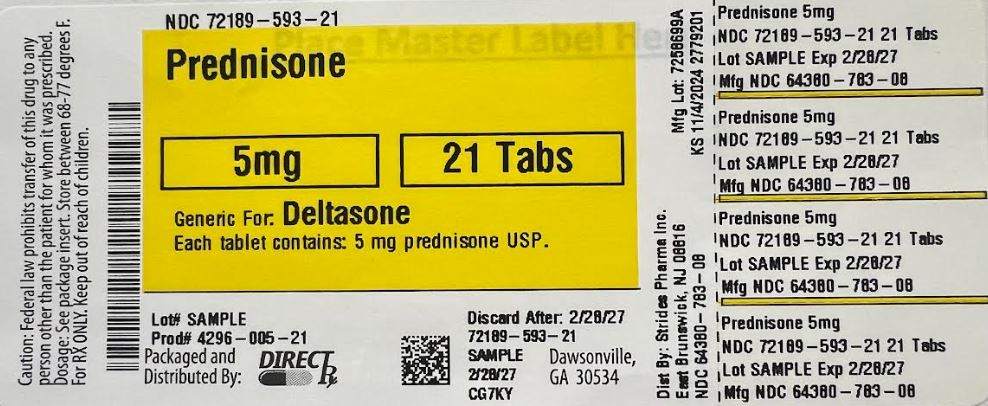 Caution: Federal law prohibits transfer of this drug to any
person other than the patient for whom it was prescribed.
Dosage: See package insert. Store between 68-77 degrees F.
For RX ONLY. Keep out of reach of children.
NDC 72189-593-21
Place Master Label Here
Prednisone
5mg
21 Tabs
Generic For: Deltasone
Each tablet contains: 5 mg prednisone USP.
Lot# SAMPLE
Prod# 4296-005-21
Packaged and
Distributed By:
DIRECT Rx
Discard After: 2/28/27
72189-593-21
SAMPLE
2/28/27
CG7KY
Dawsonville,
GA 30534
Mfg Lot: 7258699A
KS 11/4/2024 2779201
Dist By: Strides Pharma Inc.
East Brunswick, NJ 08816
NDC 64380-783-08
Prednisone 5mg
NDC 72189-593-21 21 Tabs
Lot SAMPLE Exp 2/28/27
Mfg NDC 64380-783-08
Prednisone 5mg
NDC 72189-593-21 21 Tabs
Lot SAMPLE Exp 2/28/27
Mfg NDC 64380-783-08
Prednisone 5mg
NDC 72189-593-21 21 Tabs
Lot SAMPLE Exp 2/28/27
Mfg NDC 64380-783-08
Prednisone 5mg
NDC 72189-593-21 21 Tabs
Lot SAMPLE Exp 2/28/27
Mfg NDC 64380-783-08